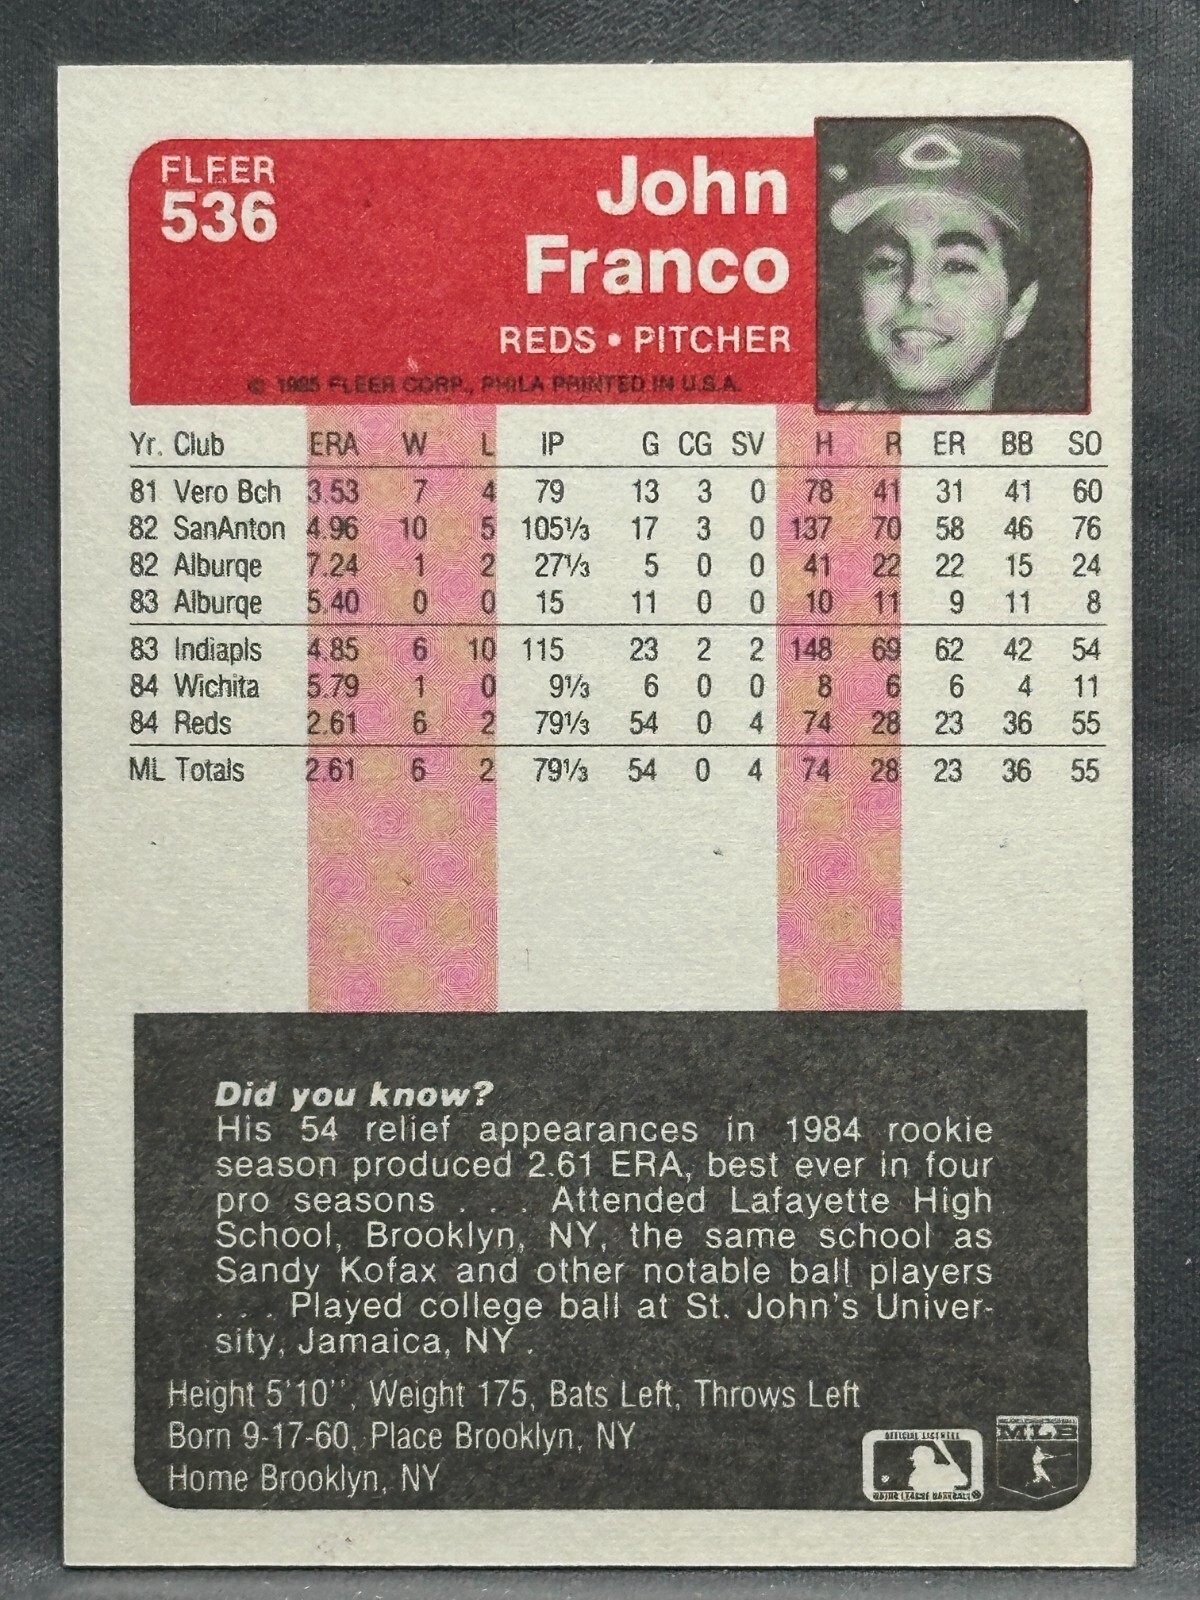 FLEER
536
John
Franco
REDS • PITCHER
© 1985 FLEER CORP., PHILA PRINTED IN U.S.A.
Yr. Club ERA W L IP G CG SV H R ER BB SO
81 Vero Bch 3.53 7 4 79 13 3 0 78 41 31 41 60
82 SanAnton 4.96 10 5 105⅓ 17 3 0 137 70 58 46 76
82 Alburqe 7.24 1 2 27⅓ 5 0 0 41 22 22 15 24
83 Alburqe 5.40 0 0 15 11 0 0 10 11 9 11 8
83 Indiapls 4.85 6 10 115 23 2 2 148 69 62 42 54
84 Wichita 5.79 1 0 9⅓ 6 0 0 8 6 6 4 11
84 Reds 2.61 6 2 79⅓ 54 0 4 74 28 23 36 55
ML Totals 2.61 6 2 79⅓ 54 0 4 74 28 23 36 55
Did you know?
His 54 relief appearances in 1984 rookie
season produced 2.61 ERA, best ever in four
pro seasons . . . Attended Lafayette High
School, Brooklyn, NY, the same school as
Sandy Kofax and other notable ball players
. . . Played college ball at St. John's Univer-
sity, Jamaica, NY .
Height 5'10'', Weight 175, Bats Left, Throws Left
Born 9-17-60, Place Brooklyn, NY
Home Brooklyn, NY
OFFICIAL LICENSEE
MAJOR LEAGUE BASEBALL
MLB